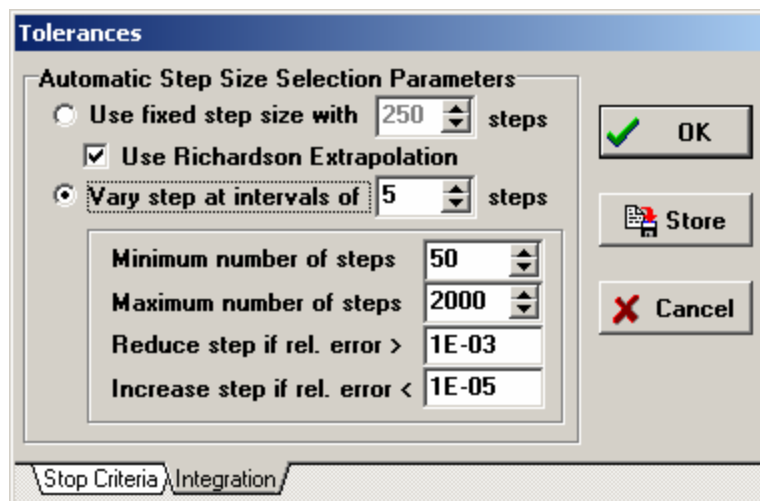 Tolerances
Automatic Step Size Selection Parameters
Use fixed step size with 250 steps
Use Richardson Extrapolation
Vary step at intervals of 5 steps
Minimum number of steps 50
Maximum number of steps 2000
Reduce step if rel. error > 1E-03
Increase step if rel. error < 1E-05
OK
Store
Cancel
Stop Criteria Integration